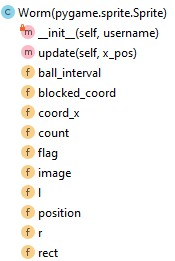 C Worm(pygame.sprite.Sprite)
m __init__(self, username)
m update(self, x_pos)
f ball_interval
f blocked_coord
f coord_x
f count
f flag
f image
f l
f position
f r
f rect